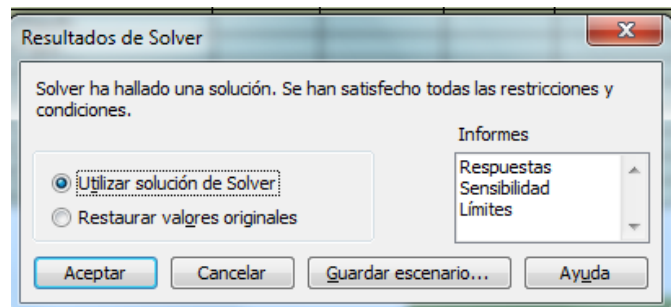 Resultados de Solver
Solver ha hallado una solución. Se han satisfecho todas las restricciones y
condiciones.
Informes
Utilizar solución de Solver
Restaurar valores originales
Respuestas
Sensibilidad
Límites
Aceptar
Cancelar
Guardar escenario...
Ayuda